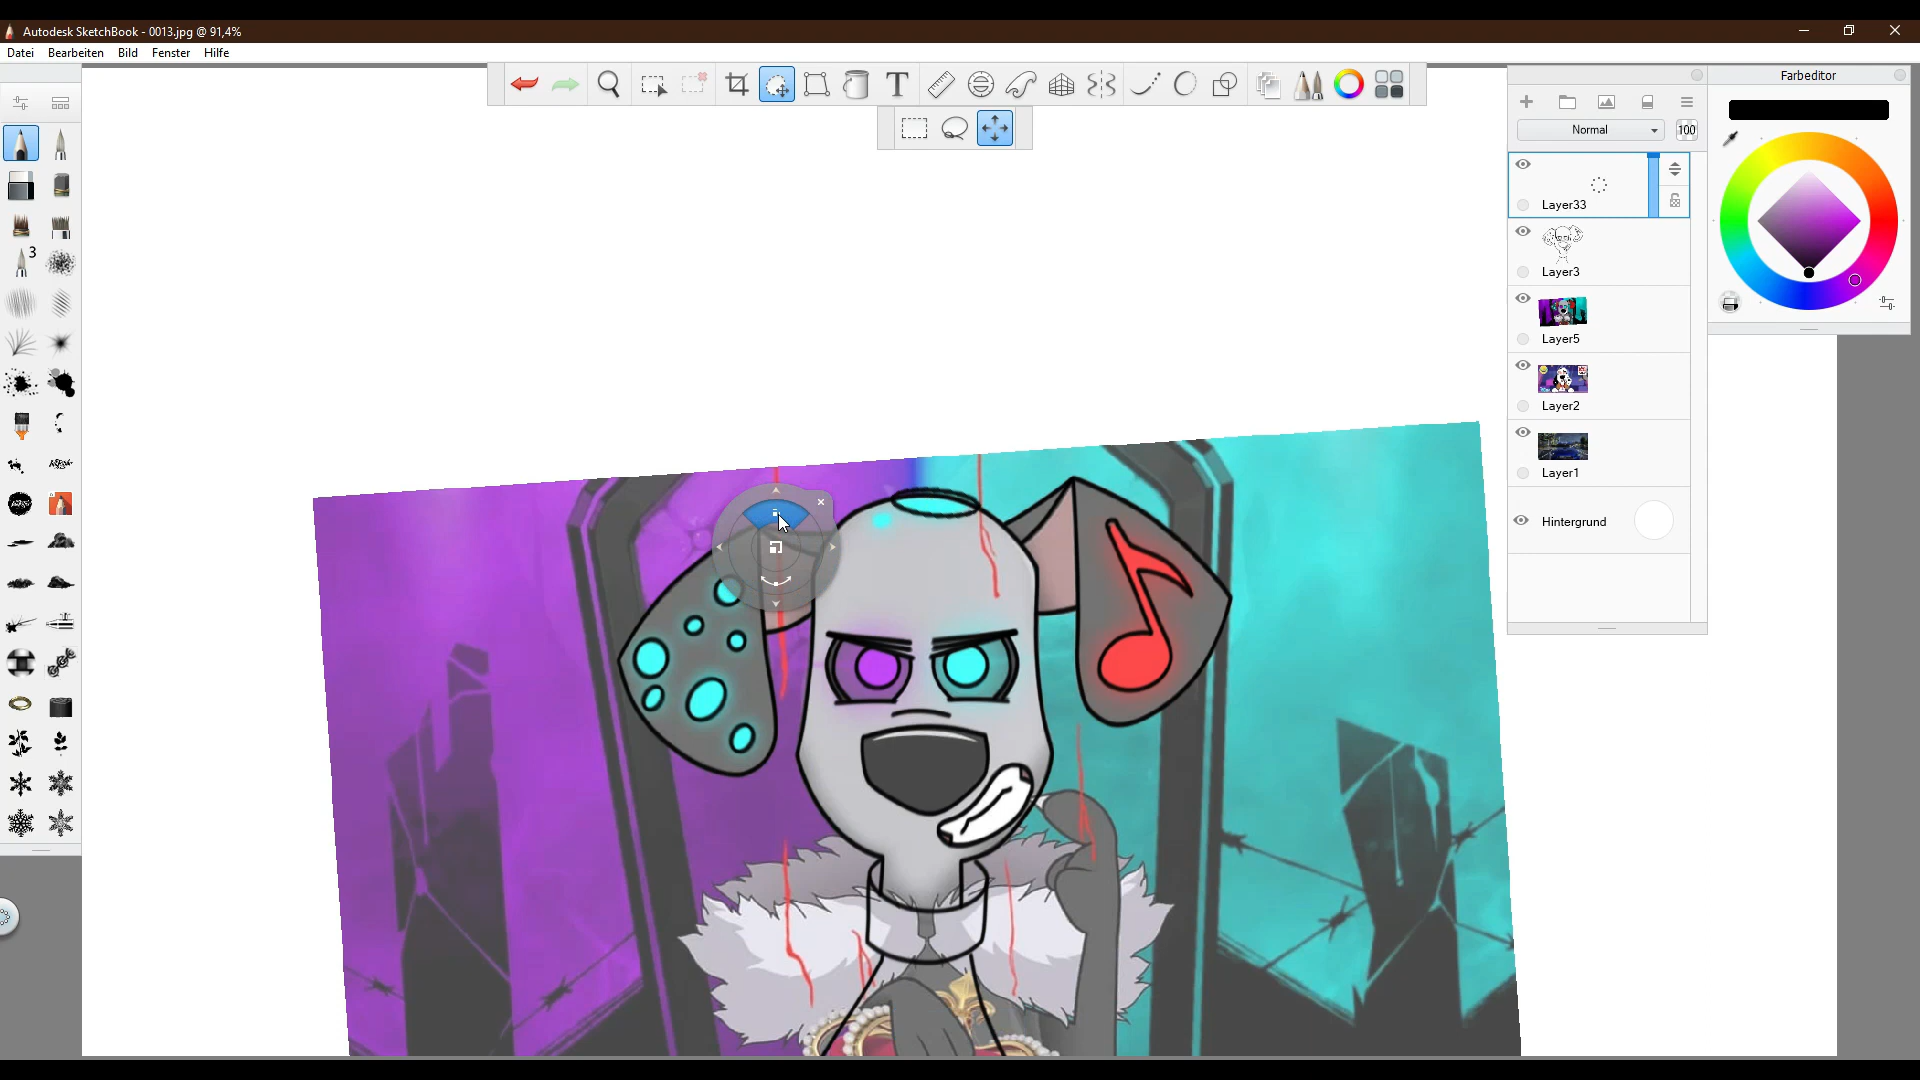 Autodesk SketchBook - 0013.jpg @ 91,4%
Datei Bearbeiten Bild Fenster Hilfe
T
Farbeditor
Normal 100
Layer33
3
Layer3
Layer5
Layer2
Layer1
Hintergrund